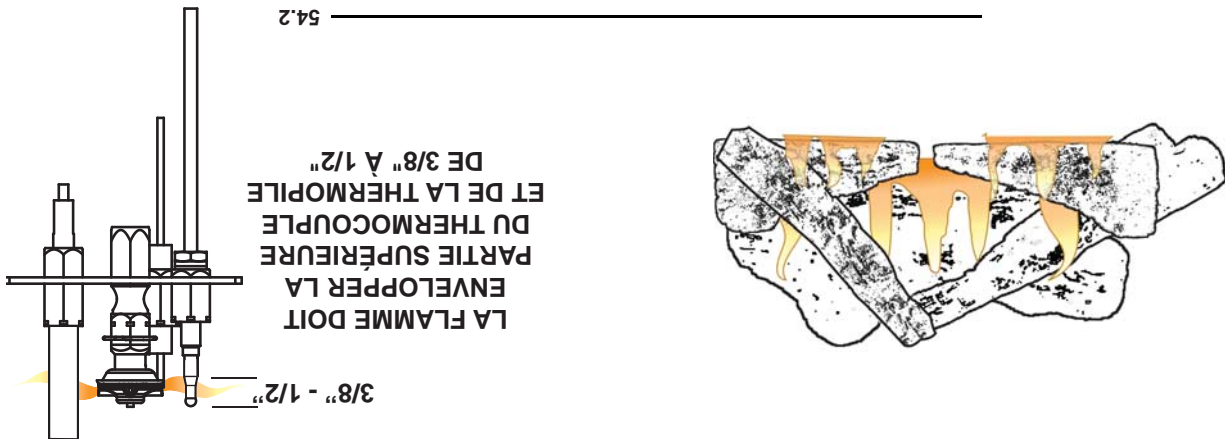 3/8” - 1/2”
LA FLAMME DOIT
ENVELOPPER LA
PARTIE SUPÉRIEURE
DU THERMOCOUPLE
ET DE LA THERMOPILE
DE 3/8" À 1/2"
54.2